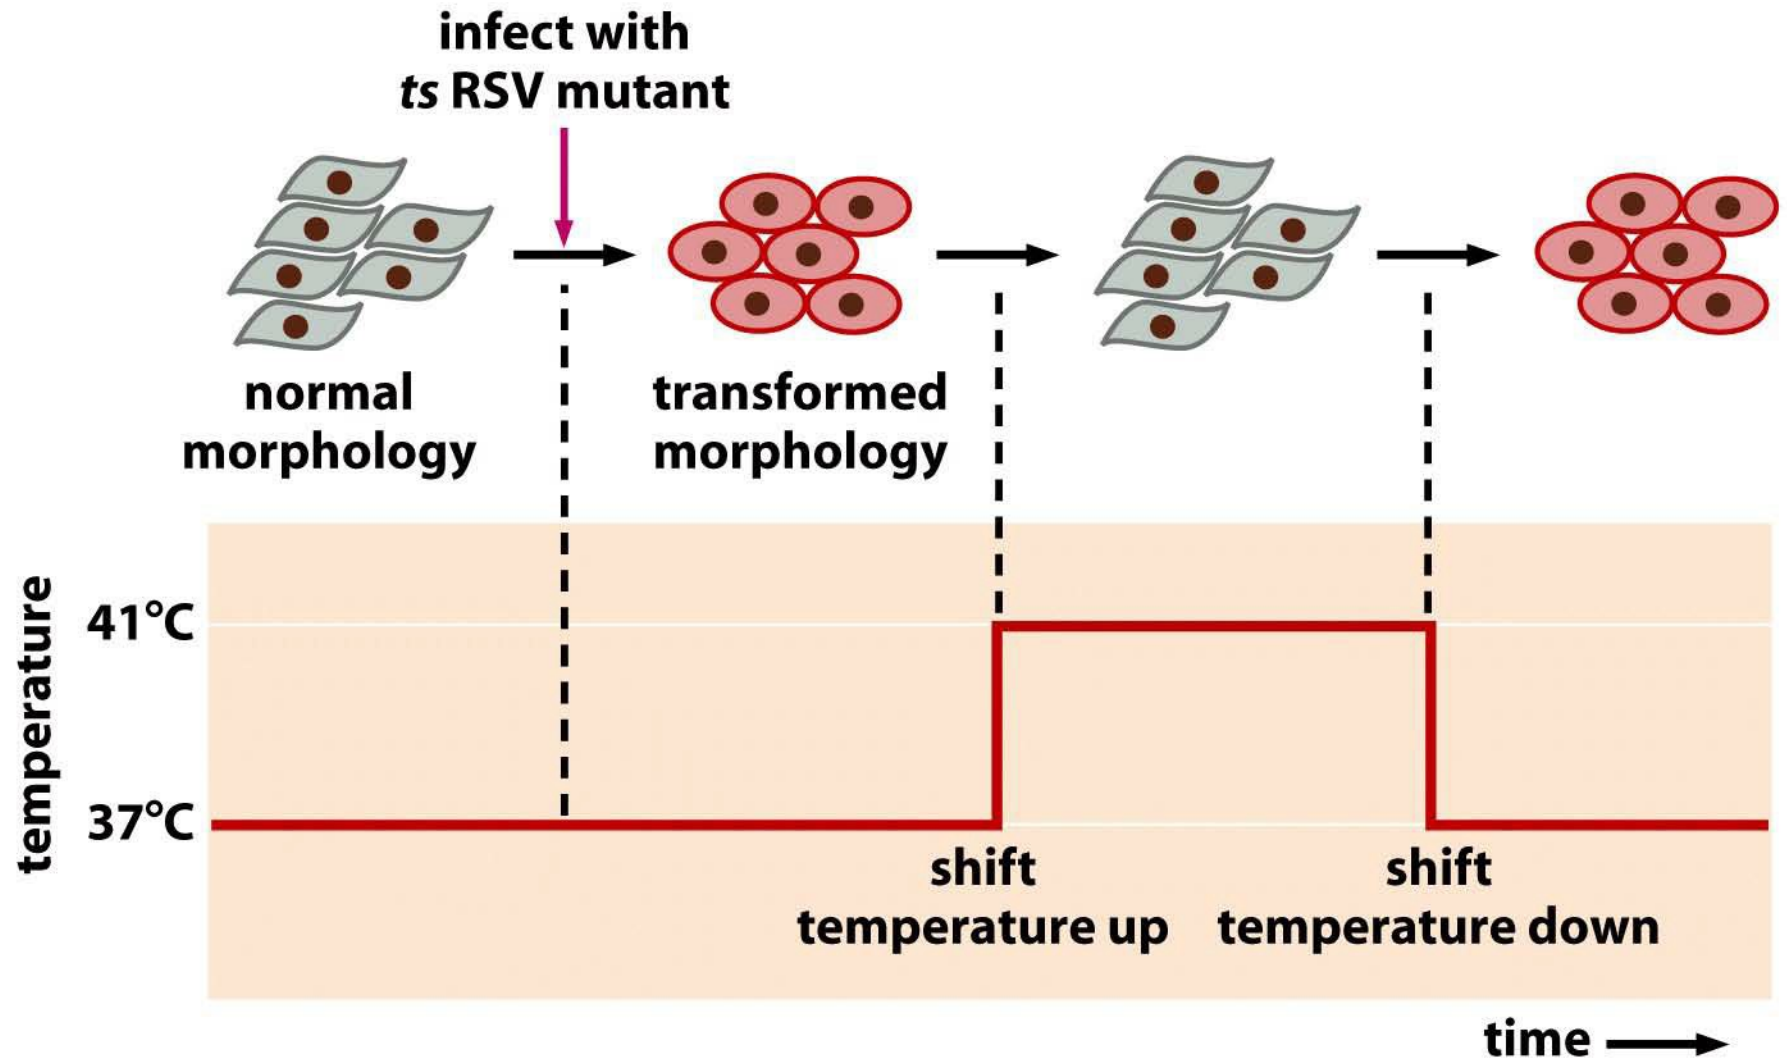 infect with
ts RSV mutant
normal
morphology
transformed
morphology
temperature
41°C
37°C
shift
temperature up
shift
temperature down
time